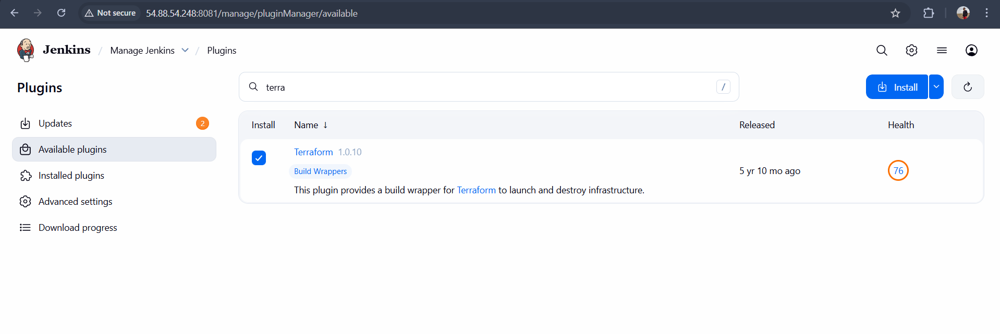 Not secure 54.88.54.248:8081/manage/pluginManager/available
Jenkins / Manage Jenkins / Plugins
Plugins
terra /
Install
Updates 2
Available plugins
Installed plugins
Advanced settings
Download progress
Install Name ↓ Released Health
Terraform 1.0.10
Build Wrappers
This plugin provides a build wrapper for Terraform to launch and destroy infrastructure.
5 yr 10 mo ago
76